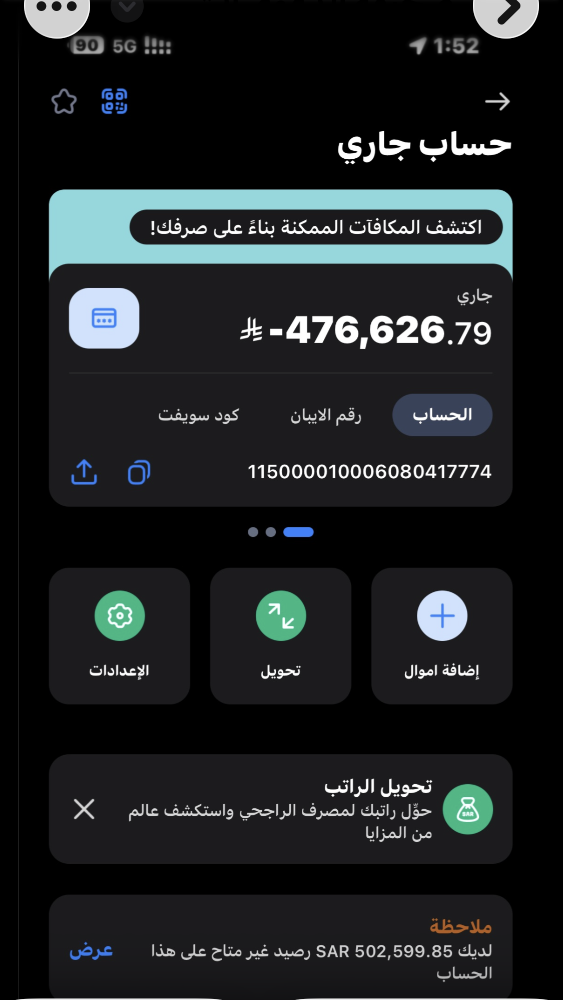 1:52
5G
90
حساب جاري
اكتشف المكافآت الممكنة بناءً على صرفك!
جاري
-476,626.79
الحساب
رقم الايبان
كود سويفت
115000010006080417774
إضافة اموال
تحويل
الإعدادات
تحويل الراتب
حوِّل راتبك لمصرف الراجحي واستكشف عالم
من المزايا
SAR
ملاحظة
لديك SAR 502,599.85 رصيد غير متاح على هذا
الحساب
عرض